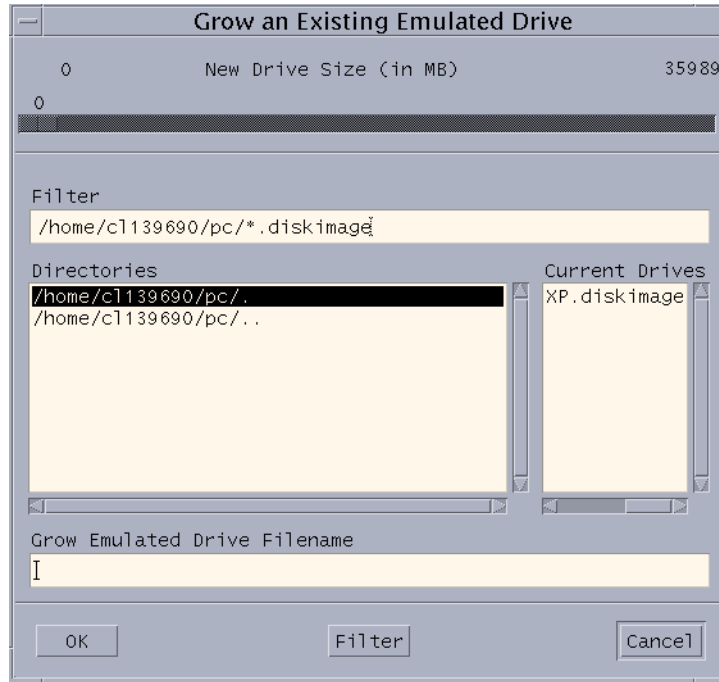 Grow an Existing Emulated Drive
0 New Drive Size (in MB) 35989
0
Filter
/home/cl139690/pc/*.diskimage
Directories Current Drives
/home/cl139690/pc/. XP.diskimage
/home/cl139690/pc/..
Grow Emulated Drive Filename
OK Filter Cancel